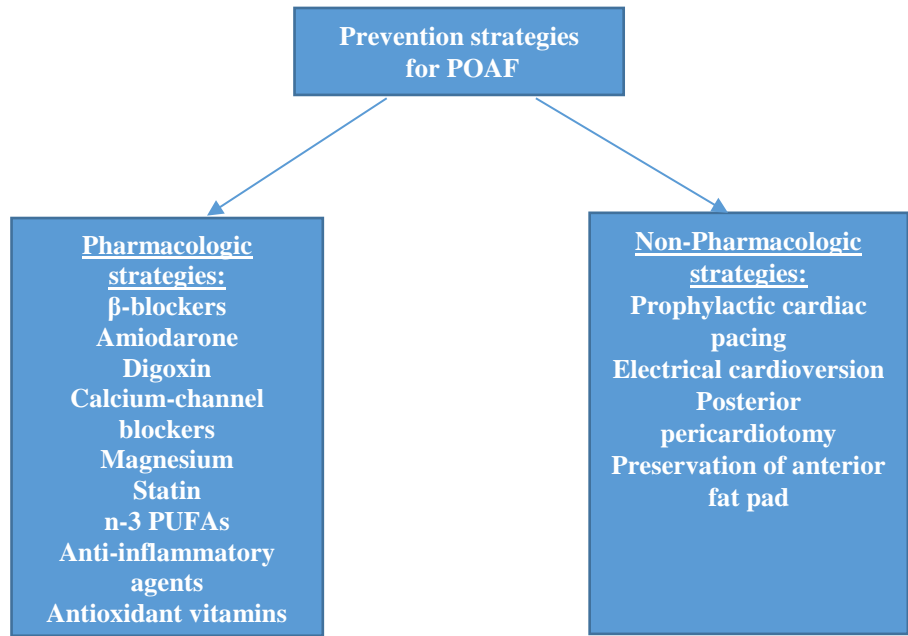 Prevention strategies
for POAF
Pharmacologic
strategies:
β-blockers
Amiodarone
Digoxin
Calcium-channel
blockers
Magnesium
Statin
n-3 PUFAs
Anti-inflammatory
agents
Antioxidant vitamins
Non-Pharmacologic
strategies:
Prophylactic cardiac
pacing
Electrical cardioversion
Posterior
pericardiotomy
Preservation of anterior
fat pad